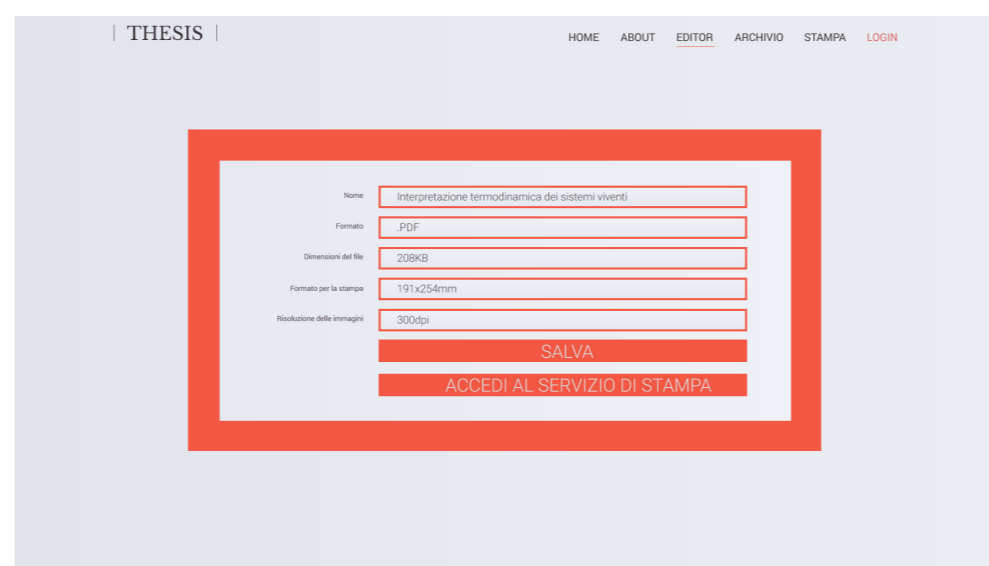 | THESIS |
HOME ABOUT EDITOR ARCHIVIO STAMPA LOGIN
Nome Interpretazione termodinamica dei sistemi viventi
Formato .PDF
Dimensioni del file 208KB
Formato per la stampa 191x254mm
Risoluzione delle immagini 300dpi
SALVA
ACCEDI AL SERVIZIO DI STAMPA